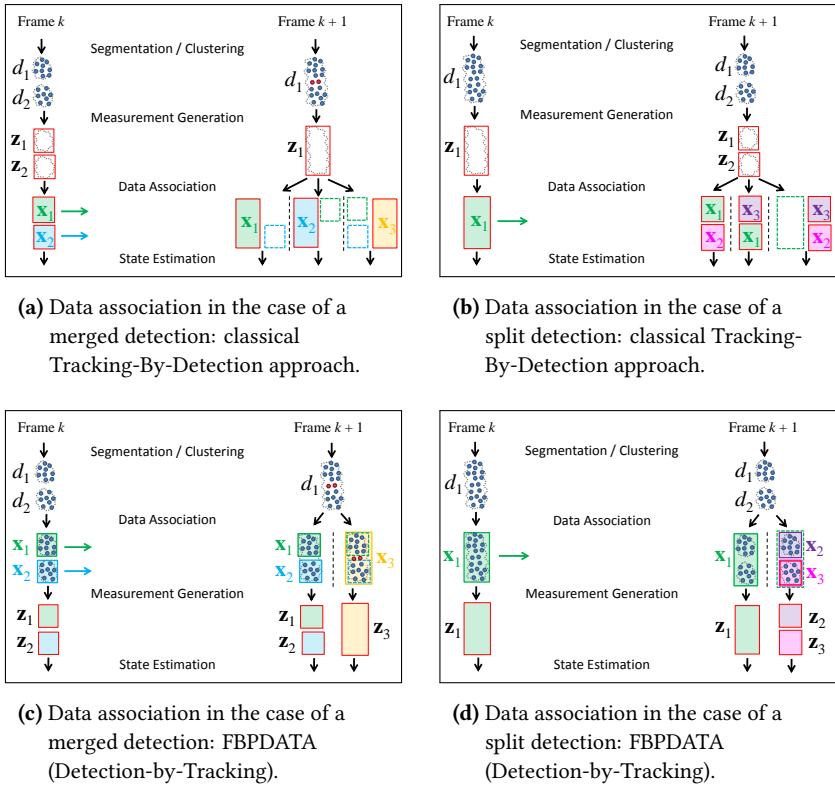 Frame k
Frame k + 1
Segmentation / Clustering
d1
d2
d1
Measurement Generation
z1
z2
z1
Data Association
x1
x2
x1
x2
x3
State Estimation
(a) Data association in the case of a
merged detection: classical
Tracking-By-Detection approach.
Frame k
Frame k + 1
Segmentation / Clustering
d1
d1
d2
Measurement Generation
z1
z1
z2
Data Association
x1
x1
x3
x3
x2
x1
x2
State Estimation
(b) Data association in the case of a
split detection: classical Tracking-
By-Detection approach.
Frame k
Frame k + 1
Segmentation / Clustering
d1
d2
d1
Data Association
x1
x2
x1
x2
x3
Measurement Generation
z1
z2
z1
z2
z3
State Estimation
(c) Data association in the case of a
merged detection: FBPDATA
(Detection-by-Tracking).
Frame k
Frame k + 1
Segmentation / Clustering
d1
d1
d2
Data Association
x1
x1
x2
x3
Measurement Generation
z1
z1
z2
z3
State Estimation
(d) Data association in the case of a
split detection: FBPDATA
(Detection-by-Tracking).